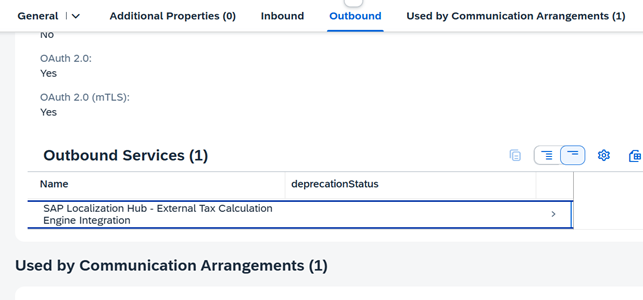 General
Additional Properties (0)
Inbound
Outbound
Used by Communication Arrangements (1)
No
OAuth 2.0:
Yes
OAuth 2.0 (mTLS):
Yes
Outbound Services (1)
Name
deprecationStatus
SAP Localization Hub - External Tax Calculation
Engine Integration
Used by Communication Arrangements (1)